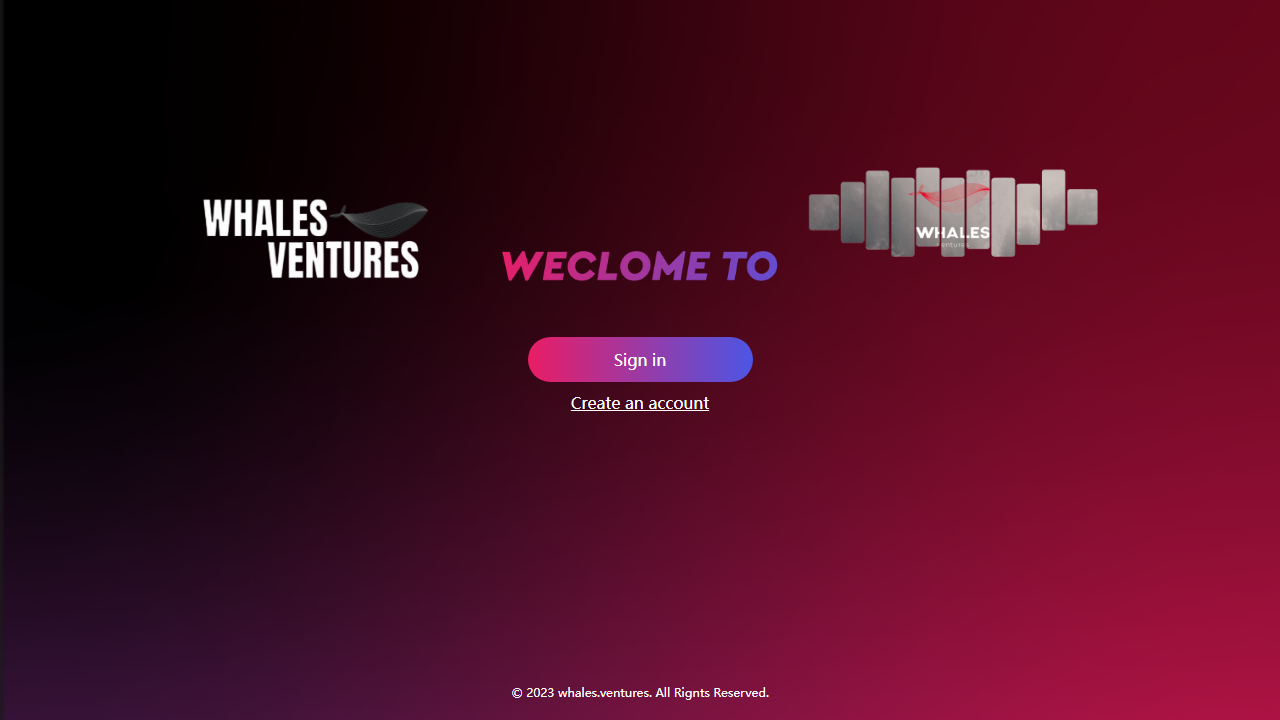 WHALES
VENTURES
WECLOME TO
WHALES
ventures
Sign in
Create an account
© 2023 whales.ventures. All Rignts Reserved.